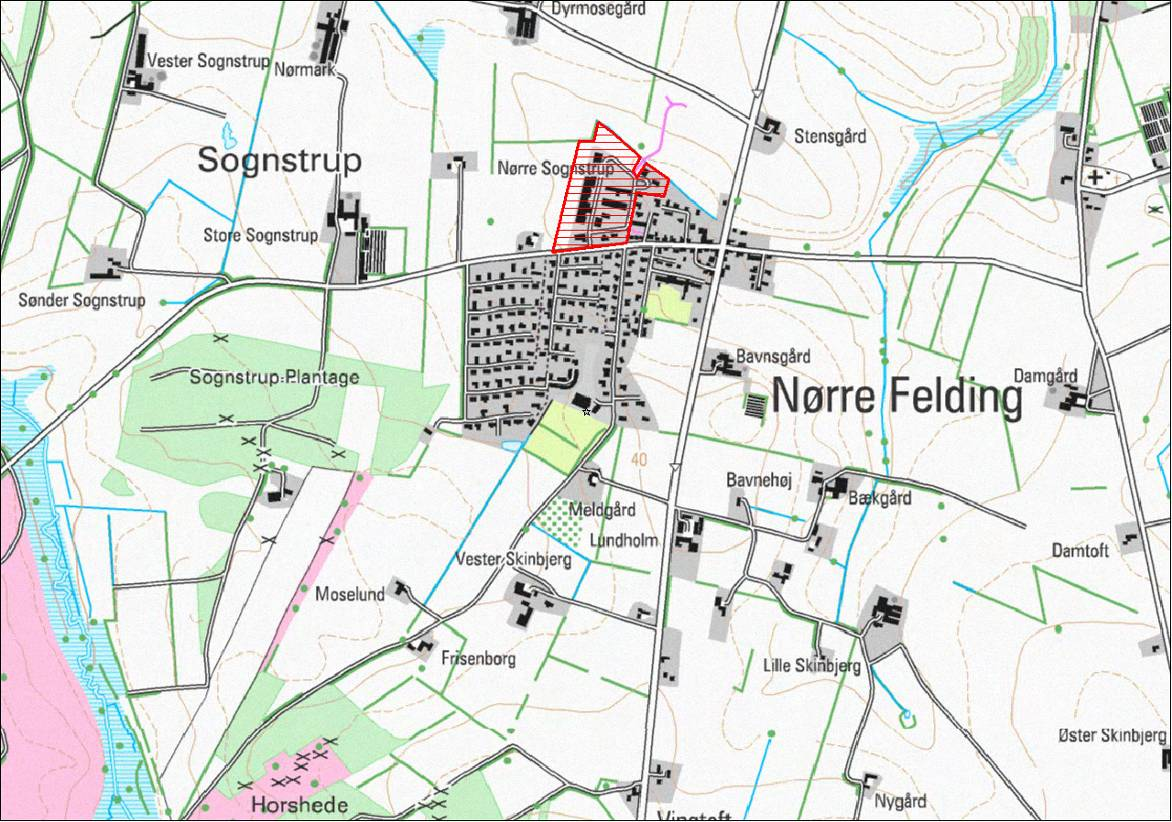 Dyrmosegård
Vester Sognstrup
Nørmark
Stensgård
Sognstrup
Nørre Sognstrup
Store Sognstrup
Sønder Sognstrup
Bavnsgård
Sognstrup Plantage
Nørre Felding
Damgård
40
Bavnehøj
Bækgård
Meldgård
Lundholm
Damtoft
Vester Skinbjerg
Moselund
Frisenborg
Lille Skinbjerg
Øster Skinbjerg
Horshede
Nygård
Vingtoft